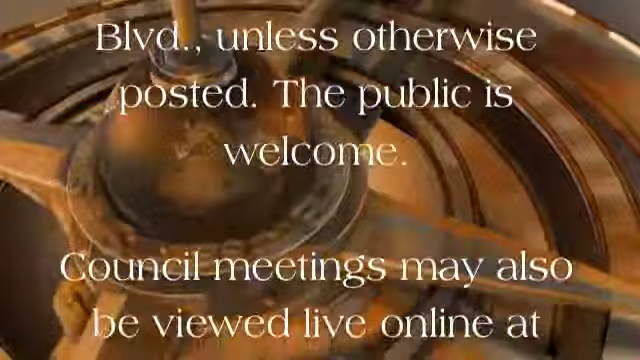 Blvd., unless otherwise
posted. The public is
welcome.
Council meetings may also
be viewed live online at